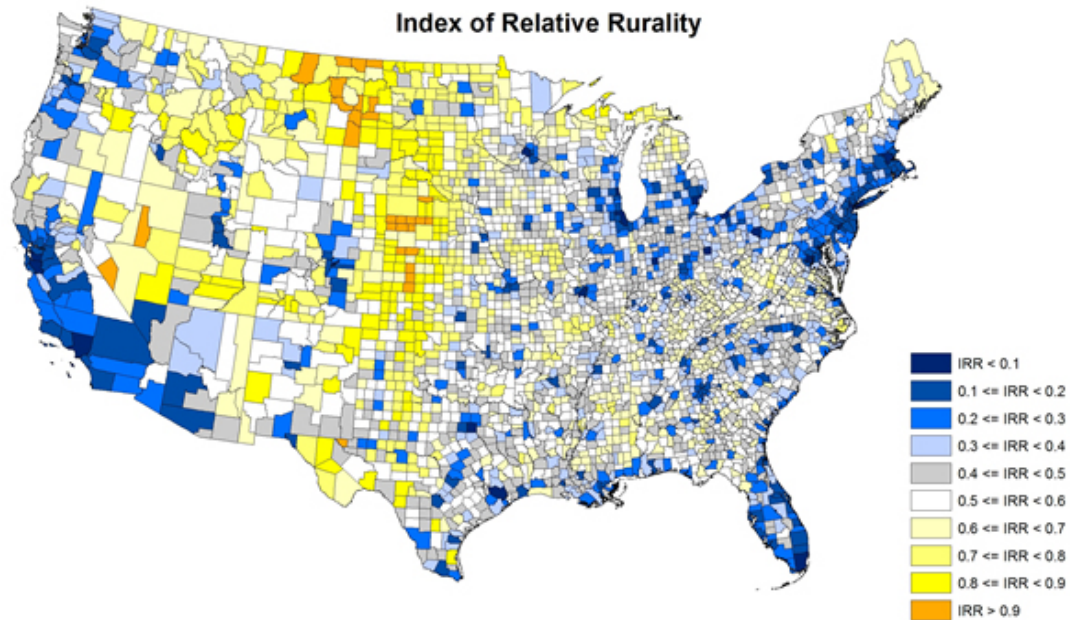 Index of Relative Rurality
IRR < 0.1
0.1 <= IRR < 0.2
0.2 <= IRR < 0.3
0.3 <= IRR < 0.4
0.4 <= IRR < 0.5
0.5 <= IRR < 0.6
0.6 <= IRR < 0.7
0.7 <= IRR < 0.8
0.8 <= IRR < 0.9
IRR > 0.9